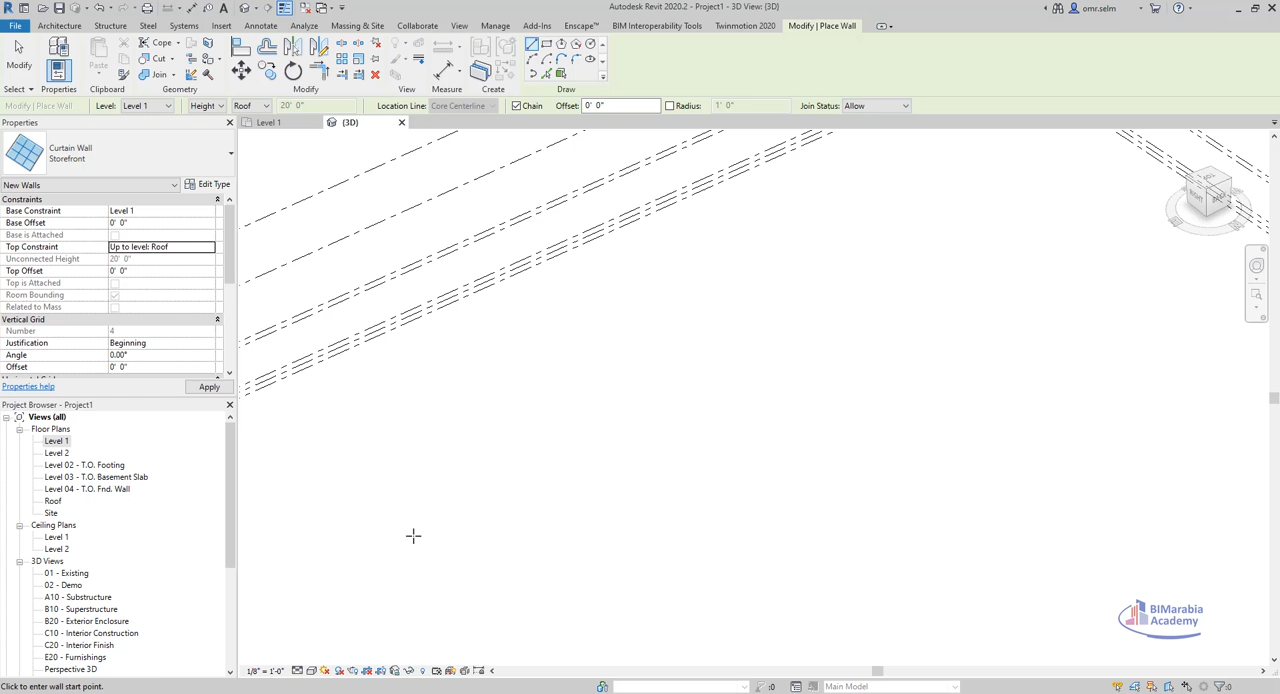 Autodesk Revit 2020.2 - Project1 - 3D View: {3D}
omr.selm
File Architecture Structure Steel Systems Insert Annotate Analyze Massing & Site Collaborate View Manage Add-Ins Enscape™ BIM Interoperability Tools Twinmotion 2020 Modify | Place Wall
Modify Paste Cope Cut Join
Select Properties Clipboard Geometry Modify View Measure Create Draw
Modify | Place Wall Level: Level 1 Height Roof 20' 0" Location Line: Core Centerline Chain Offset: 0' 0" Radius: 1' 0" Join Status: Allow
Properties
Level 1 {3D}
Curtain Wall
Storefront
New Walls Edit Type
Constraints
Base Constraint Level 1
Base Offset 0' 0"
Base is Attached
Top Constraint Up to level: Roof
Unconnected Height 20' 0"
Top Offset 0' 0"
Top is Attached
Room Bounding
Related to Mass
Vertical Grid
Number 4
Justification Beginning
Angle 0.00°
Offset 0' 0"
Properties help Apply
Project Browser - Project1
Views (all)
Floor Plans
Level 1
Level 2
Level 02 - T.O. Footing
Level 03 - T.O. Basement Slab
Level 04 - T.O. Fnd. Wall
Roof
Site
Ceiling Plans
Level 1
Level 2
3D Views
01 - Existing
02 - Demo
A10 - Substructure
B10 - Superstructure
B20 - Exterior Enclosure
C10 - Interior Construction
C20 - Interior Finish
E20 - Furnishings
Perspective 3D
BIMarabia
Academy
1/8" = 1'-0"
Click to enter wall start point. :0 Main Model :0